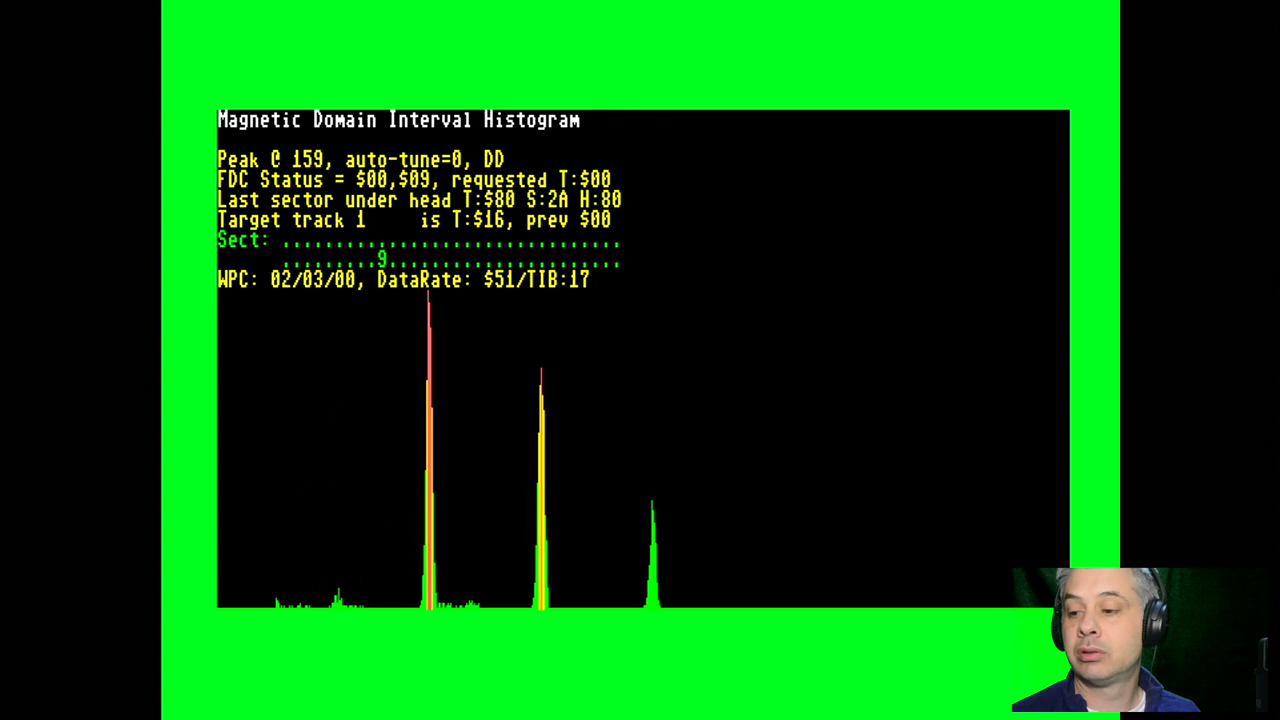 Magnetic Domain Interval Histogram
Peak @ 159, auto-tune=0, DD
FDC Status = $00,$09, requested T:$00
Last sector under head T:$80 S:2A H:80
Target track 1     is T:$16, prev $00
Sect: ................................
.........9......................
WPC: 02/03/00, DataRate: $51/TIB:17